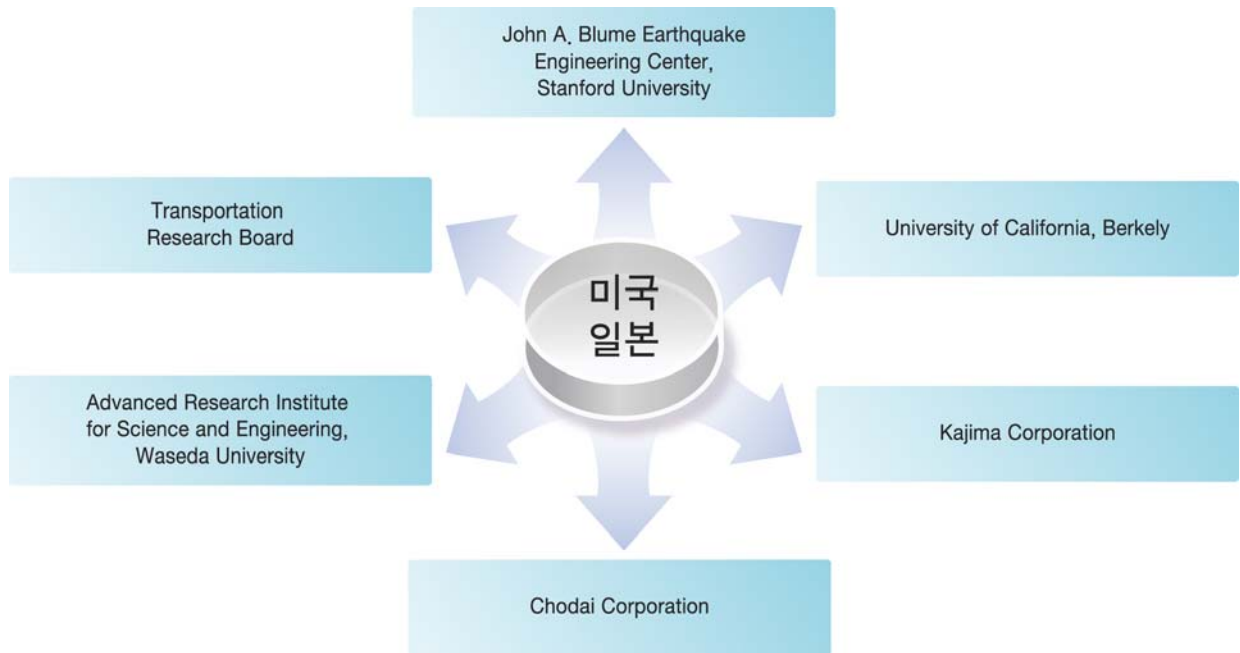 John A. Blume Earthquake
Engineering Center,
Stanford University
Transportation
Research Board
University of California, Berkely
미국
일본
Advanced Research Institute
for Science and Engineering,
Waseda University
Kajima Corporation
Chodai Corporation